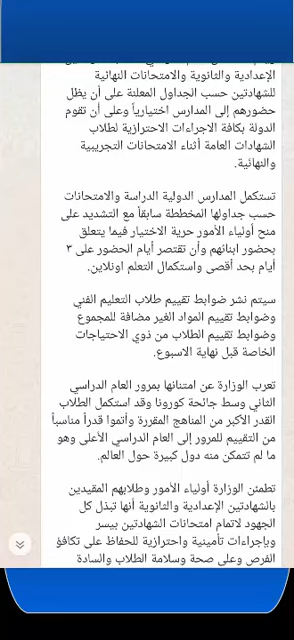 الإعدادية والثانوية والامتحانات النهائية
للشهادتين حسب الجداول المعلنة على أن يظل
حضورهم إلى المدارس اختيارياً وعلى أن تقوم
الدولة بكافة الاجراءات الاحترازية لطلاب
الشهادات العامة أثناء الامتحانات التجريبية
والنهائية.
تستكمل المدارس الدولية الدراسة والامتحانات
حسب جداولها المخططة سابقاً مع التشديد على
منح أولياء الأمور حرية الاختيار فيما يتعلق
بحضور ابنائهم وأن تقتصر أيام الحضور على ٣
أيام بحد أقصى واستكمال التعلم اونلاين.
سيتم نشر ضوابط تقييم طلاب التعليم الفني
وضوابط تقييم المواد الغير مضافة للمجموع
وضوابط تقييم الطلاب من ذوي الاحتياجات
الخاصة قبل نهاية الاسبوع.
تعرب الوزارة عن امتنانها بمرور العام الدراسي
الثاني وسط جائحة كورونا وقد استكمل الطلاب
القدر الأكبر من المناهج المقررة وأتموا قدراً مناسباً
من التقييم للمرور إلى العام الدراسي الأعلى وهو
ما لم تتمكن منه دول كبيرة حول العالم.
تطمئن الوزارة أولياء الأمور وطلابهم المقيدين
بالشهادتين الإعدادية والثانوية أنها تبذل كل
الجهود لاتمام امتحانات الشهادتين بيسر
وبإجراءات تأمينية واحترازية للحفاظ على تكافؤ
الفرص وعلى صحة وسلامة الطلاب والسادة